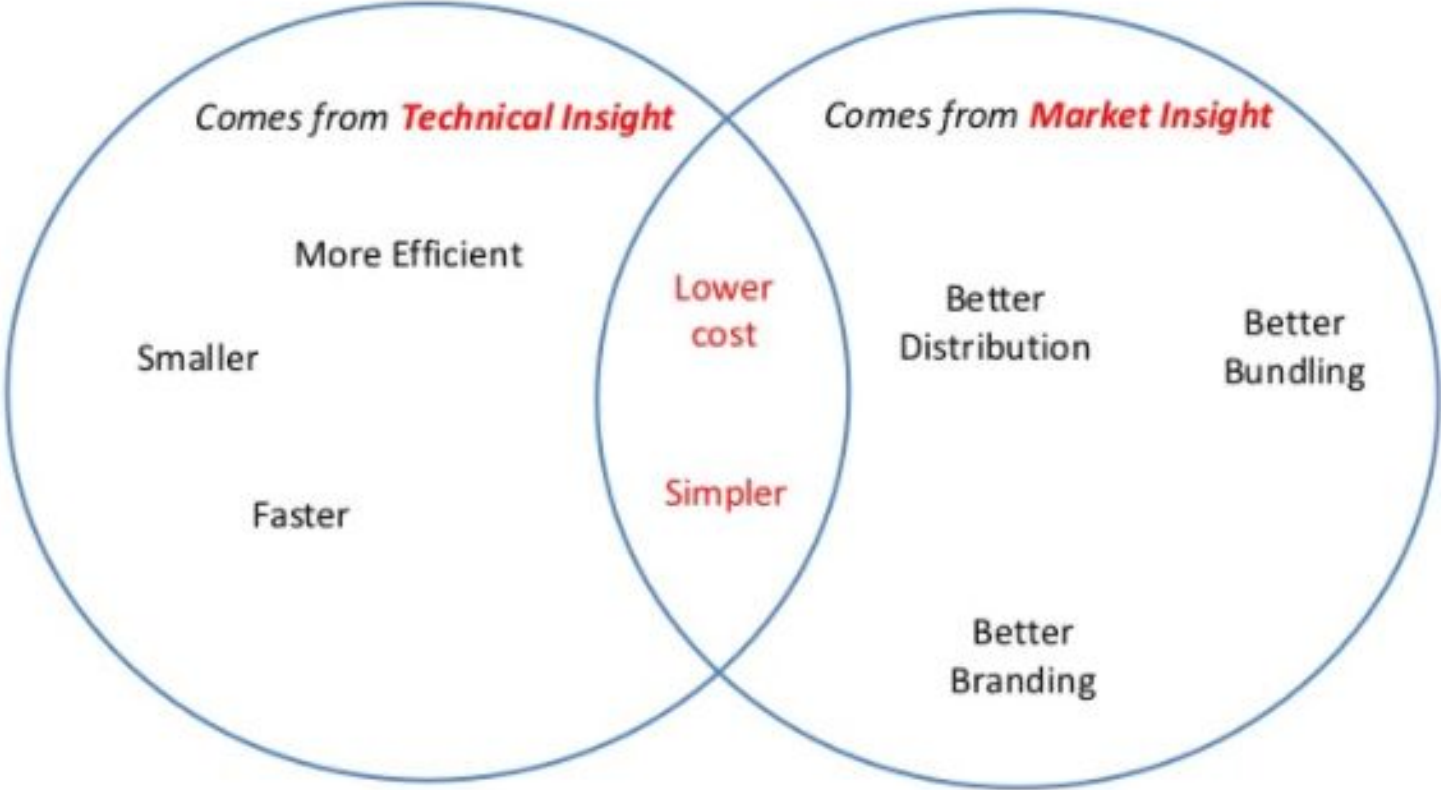 Comes from Technical Insight
Comes from Market Insight
More Efficient
Smaller
Faster
Lower
cost
Simpler
Better
Distribution
Better
Bundling
Better
Branding